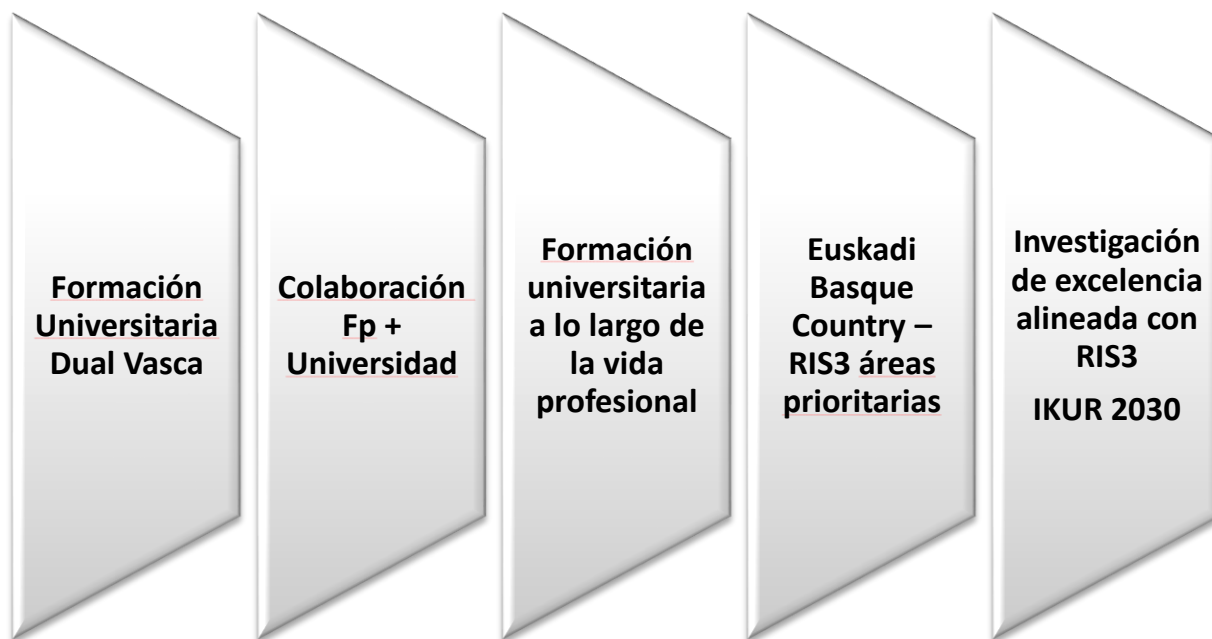 Formación
Universitaria
Dual Vasca
Colaboración
Fp +
Universidad
Formación
universitaria
a lo largo de
la vida
profesional
Euskadi
Basque
Country –
RIS3 áreas
prioritarias
Investigación
de excelencia
alineada con
RIS3
IKUR 2030